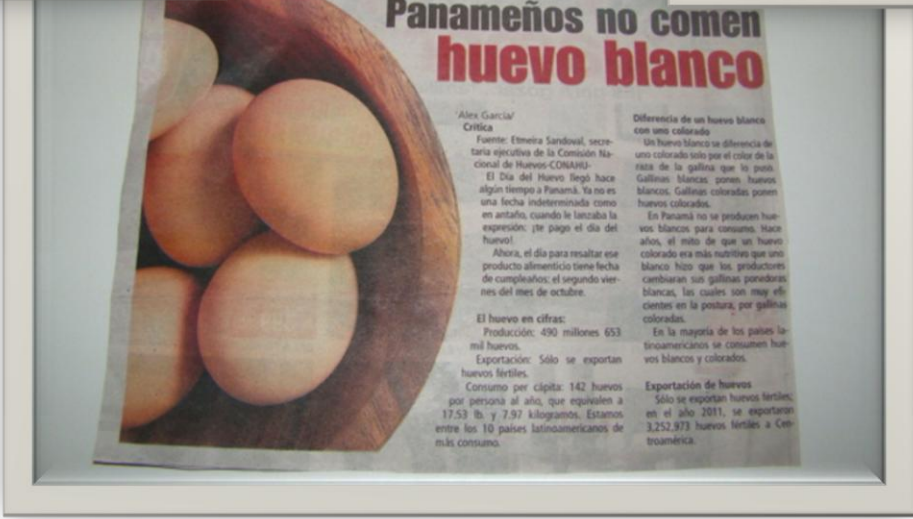 Panameños no comen
huevo blanco
Alex García/
Crítica
Fuente: Etmeira Sandoval, secre-
taria ejecutiva de la Comisión Na-
cional de Huevos-CONAHU-
El Día del Huevo llegó hace
algún tiempo a Panamá. Ya no es
una fecha indeterminada como
en antaño, cuando le lanzaba la
expresión: ¡te pago el día del
huevo!
Ahora, el día para resaltar ese
producto alimenticio tiene fecha
de cumpleaños: el segundo vier-
nes del mes de octubre.
El huevo en cifras:
Producción: 490 millones 653
mil huevos.
Exportación: Sólo se exportan
huevos fértiles.
Consumo per cápita: 142 huevos
por persona al año, que equivalen a
17.53 lb. y 7.97 kilogramos. Estamos
entre los 10 países latinoamericanos de
más consumo.
Diferencia de un huevo blanco
con uno colorado
Un huevo blanco se diferencia de
uno colorado solo por el color de la
raza de la gallina que lo puso.
Gallinas blancas ponen huevos
blancos. Gallinas coloradas ponen
huevos colorados.
En Panamá no se producen hue-
vos blancos para consumo. Hace
años, el mito de que un huevo
colorado era más nutritivo que uno
blanco hizo que los productores
cambiaran sus gallinas ponedoras
blancas, las cuales son muy efi-
cientes en la postura, por gallinas
coloradas.
En la mayoría de los países la-
tinoamericanos se consumen hue-
vos blancos y colorados.
Exportación de huevos
Sólo se exportan huevos fértiles;
en el año 2011, se exportaron
3,252,973 huevos fértiles a Cen-
troamérica.